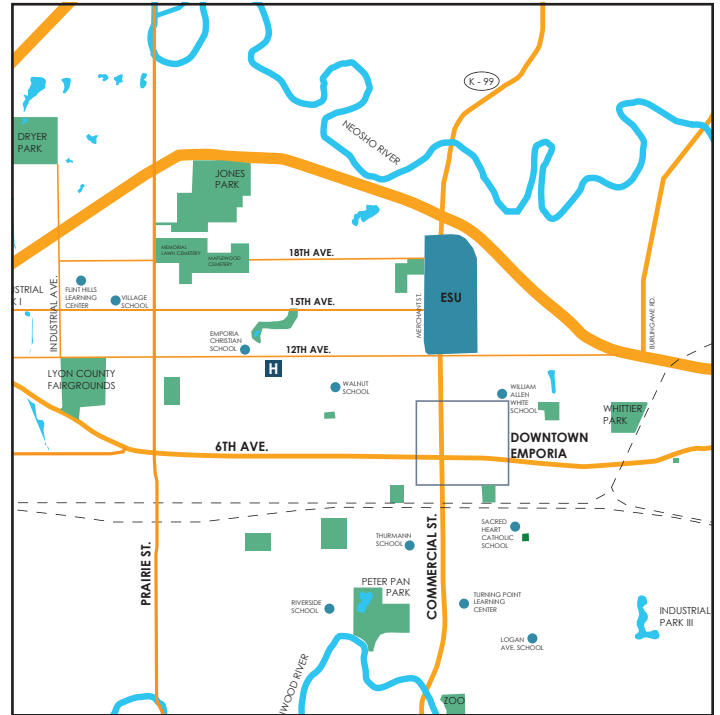 K - 99
NEOSHO RIVER
DRYER
PARK
JONES
PARK
MEMORIAL
LAWN CEMETERY
MAPLEWOOD
CEMETERY
18TH AVE.
INDUSTRIAL AVE.
FLINT HILLS
LEARNING
CENTER
VILLAGE
SCHOOL
STRIAL
K I
15TH AVE.
MERCHANT ST.
ESU
BURLINGAME RD.
EMPORIA
CHRISTIAN
SCHOOL
12TH AVE.
H
LYON COUNTY
FAIRGROUNDS
WALNUT
SCHOOL
WILLIAM
ALLEN
WHITE
SCHOOL
WHITTIER
PARK
6TH AVE.
DOWNTOWN
EMPORIA
PRAIRIE ST.
COMMERCIAL ST.
THURMANN
SCHOOL
SACRED
HEART
CATHOLIC
SCHOOL
PETER PAN
PARK
RIVERSIDE
SCHOOL
TURNING POINT
LEARNING
CENTER
LOGAN
AVE. SCHOOL
INDUSTRIAL
PARK III
WOOD RIVER
ZOO